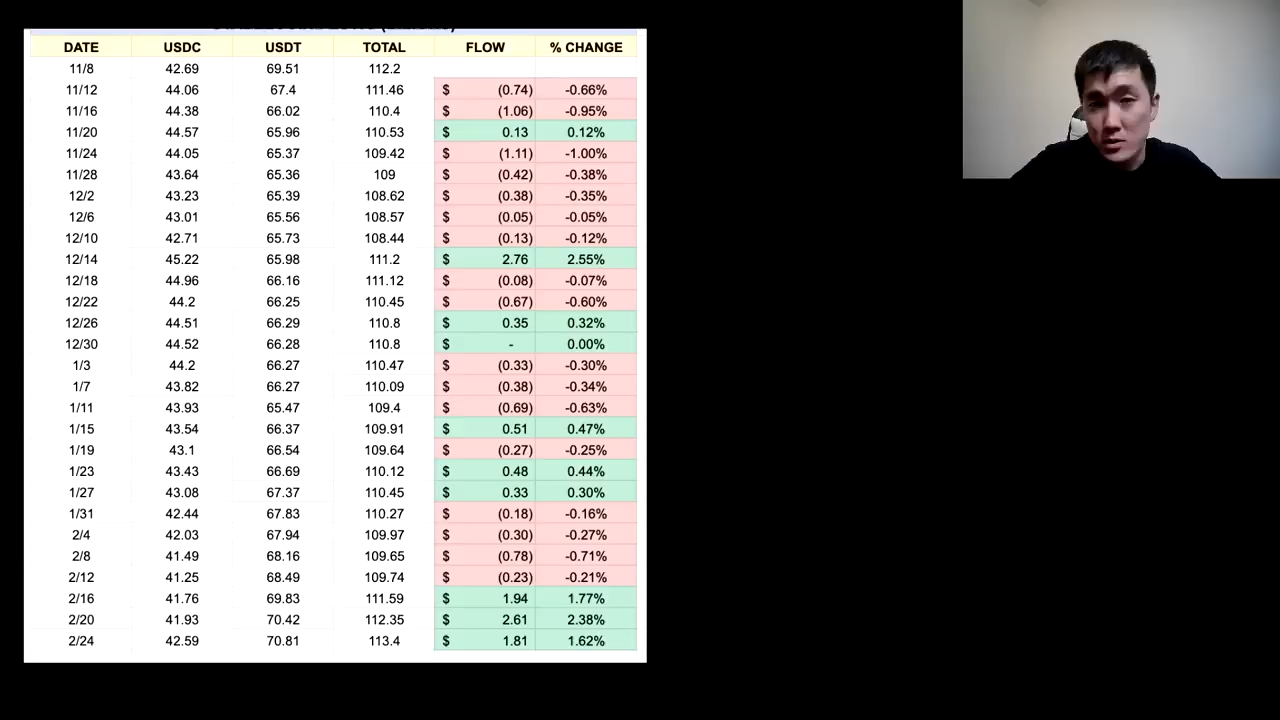 DATE USDC USDT TOTAL FLOW % CHANGE
11/8 42.69 69.51 112.2
11/12 44.06 67.4 111.46 $ (0.74) -0.66%
11/16 44.38 66.02 110.4 $ (1.06) -0.95%
11/20 44.57 65.96 110.53 $ 0.13 0.12%
11/24 44.05 65.37 109.42 $ (1.11) -1.00%
11/28 43.64 65.36 109 $ (0.42) -0.38%
12/2 43.23 65.39 108.62 $ (0.38) -0.35%
12/6 43.01 65.56 108.57 $ (0.05) -0.05%
12/10 42.71 65.73 108.44 $ (0.13) -0.12%
12/14 45.22 65.98 111.2 $ 2.76 2.55%
12/18 44.96 66.16 111.12 $ (0.08) -0.07%
12/22 44.2 66.25 110.45 $ (0.67) -0.60%
12/26 44.51 66.29 110.8 $ 0.35 0.32%
12/30 44.52 66.28 110.8 $ - 0.00%
1/3 44.2 66.27 110.47 $ (0.33) -0.30%
1/7 43.82 66.27 110.09 $ (0.38) -0.34%
1/11 43.93 65.47 109.4 $ (0.69) -0.63%
1/15 43.54 66.37 109.91 $ 0.51 0.47%
1/19 43.1 66.54 109.64 $ (0.27) -0.25%
1/23 43.43 66.69 110.12 $ 0.48 0.44%
1/27 43.08 67.37 110.45 $ 0.33 0.30%
1/31 42.44 67.83 110.27 $ (0.18) -0.16%
2/4 42.03 67.94 109.97 $ (0.30) -0.27%
2/8 41.49 68.16 109.65 $ (0.78) -0.71%
2/12 41.25 68.49 109.74 $ (0.23) -0.21%
2/16 41.76 69.83 111.59 $ 1.94 1.77%
2/20 41.93 70.42 112.35 $ 2.61 2.38%
2/24 42.59 70.81 113.4 $ 1.81 1.62%